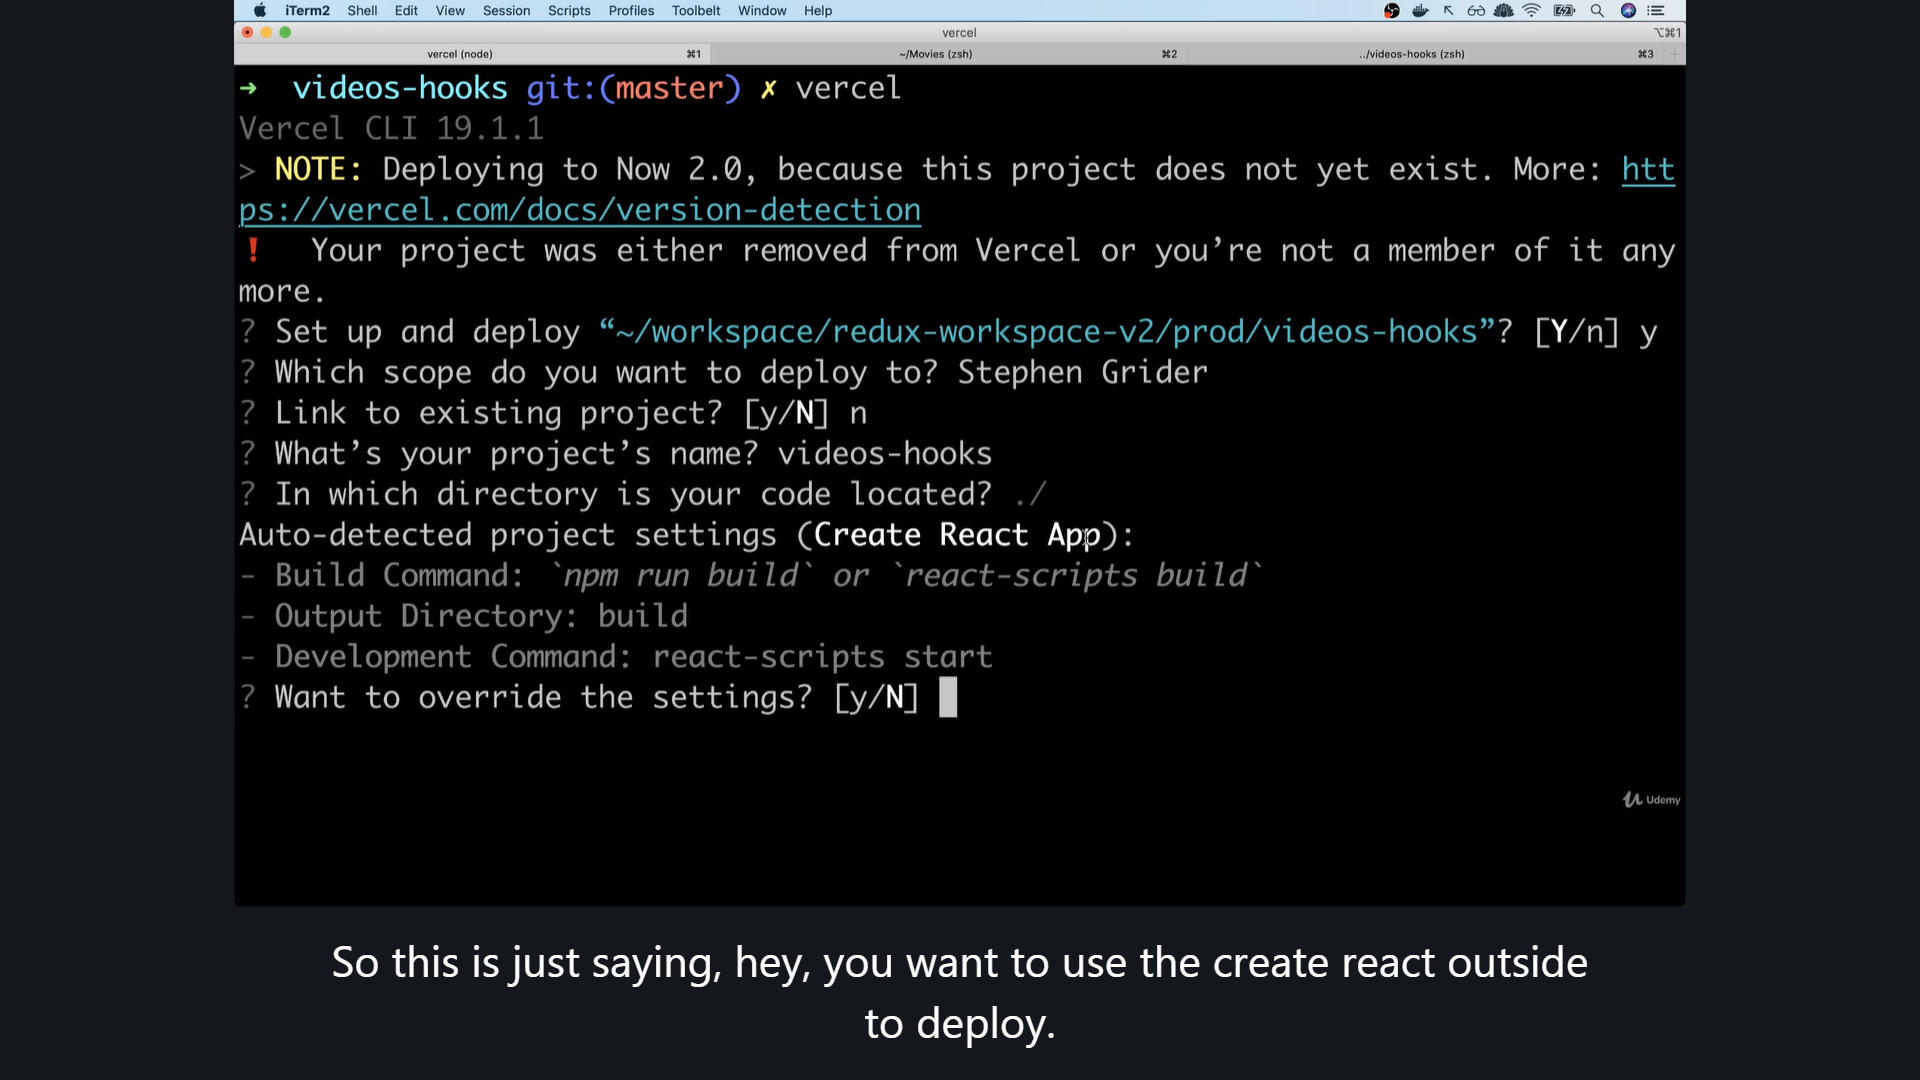 iTerm2 Shell Edit View Session Scripts Profiles Toolbelt Window Help
vercel ⌥⌘1
vercel (node) ⌘1 ~/Movies (zsh) ⌘2 ../videos-hooks (zsh) ⌘3 +
➜ videos-hooks git:(master) ✗ vercel
Vercel CLI 19.1.1
> NOTE: Deploying to Now 2.0, because this project does not yet exist. More: htt
ps://vercel.com/docs/version-detection
! Your project was either removed from Vercel or you’re not a member of it any
more.
? Set up and deploy “~/workspace/redux-workspace-v2/prod/videos-hooks”? [Y/n] y
? Which scope do you want to deploy to? Stephen Grider
? Link to existing project? [y/N] n
? What’s your project’s name? videos-hooks
? In which directory is your code located? ./
Auto-detected project settings (Create React App):
- Build Command: `npm run build` or `react-scripts build`
- Output Directory: build
- Development Command: react-scripts start
? Want to override the settings? [y/N]
Udemy
So this is just saying, hey, you want to use the create react outside
to deploy.